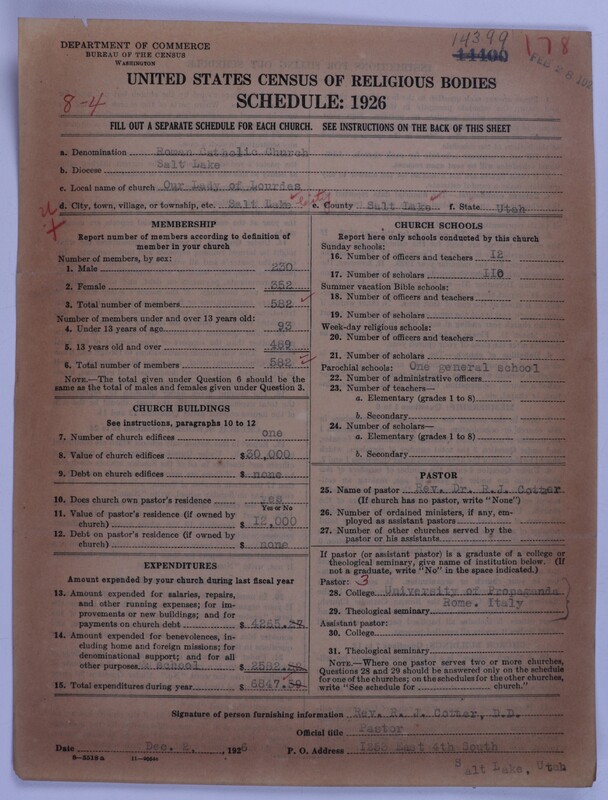 DEPARTMENT OF COMMERCE
BUREAU OF THE CENSUS
WASHINGTON
14399
14400
178
8-4
UNITED STATES CENSUS OF RELIGIOUS BODIES
SCHEDULE: 1926
FILL OUT A SEPARATE SCHEDULE FOR EACH CHURCH. SEE INSTRUCTIONS ON THE BACK OF THIS SHEET
a. Denomination Roman Catholic Church
b. Diocese Salt Lake
c. Local name of church Our Lady of Lourdes
d. City, town, village, or township, etc. Salt Lake City e. County Salt Lake f. State Utah
MEMBERSHIP
Report number of members according to definition of
member in your church
Number of members, by sex:
1. Male 230
2. Female 352
3. Total number of members 582
Number of members under and over 13 years old:
4. Under 13 years of age 93
5. 13 years old and over 489
6. Total number of members 582
NOTE.—The total given under Question 6 should be
same as the total of males and females given under Question 3.
CHURCH BUILDINGS
See instructions, paragraphs 10 to 12
7. Number of church edifices one
8. Value of church edifices $30,000
9. Debt on church edifices $ none
10. Does church own pastor's residence yes
Yes or No
11. Value of pastor's residence (if owned by
church) $ 12,000
12. Debt on pastor's residence (if owned by
church) $ none
EXPENDITURES
Amount expended by your church during last fiscal year
13. Amount expended for salaries, repairs,
and other running expenses; for im-
provements or new buildings; and for
payments on church debt $ 4265.
14. Amount expended for benevolences, in-
cluding home and foreign missions; for
denominational support; and for all
other purposes & school $ 2582.
15. Total expenditures during year $ 6847.
CHURCH SCHOOLS
Report here only schools conducted by this church
Sunday schools:
16. Number of officers and teachers 12
17. Number of scholars 110
Summer vacation Bible schools:
18. Number of officers and teachers
19. Number of scholars
Week-day religious schools:
20. Number of officers and teachers
21. Number of scholars
Parochial schools: One general school
22. Number of administrative officers
23. Number of teachers—
a. Elementary (grades 1 to 8)
b. Secondary
24. Number of scholars—
a. Elementary (grades 1 to 8)
b. Secondary
PASTOR
25. Name of pastor Rev. Dr. R.J. Cotter
(If church has no pastor, write "None")
26. Number of ordained ministers, if any, em-
ployed as assistant pastors
27. Number of other churches served by the
pastor or his assistants
If pastor (or assistant pastor) is a graduate of a college or
theological seminary, give name of institution below. (If
not a graduate, write "No" in the space indicated.)
Pastor: 3
28. College University of Propaganda
29. Theological seminary Rome. Italy
Assistant pastor:
30. College
31. Theological seminary
NOTE.—Where one pastor serves two or more churches,
Questions 28 and 29 should be answered only on the schedule
for one of the churches; on the schedules for the other churches,
write "See schedule for church."
Signature of person furnishing information Rev. R. J. Cotter, D.D.
Official title Pastor
Date Dec. 2, 1926 P. O. Address 1265 East 4th South
Salt Lake, Utah